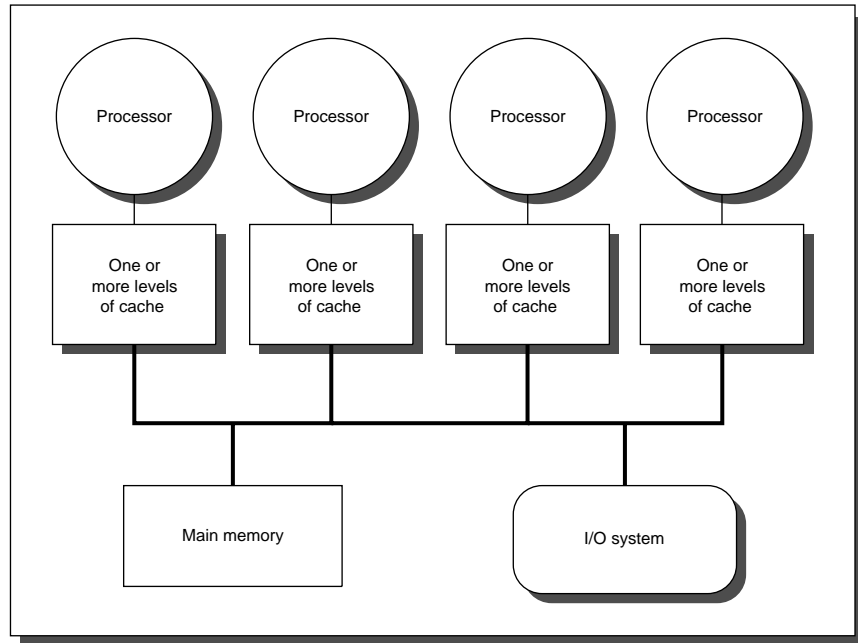 Processor
Processor
Processor
Processor
One or
more levels
of cache
One or
more levels
of cache
One or
more levels
of cache
One or
more levels
of cache
Main memory
I/O system